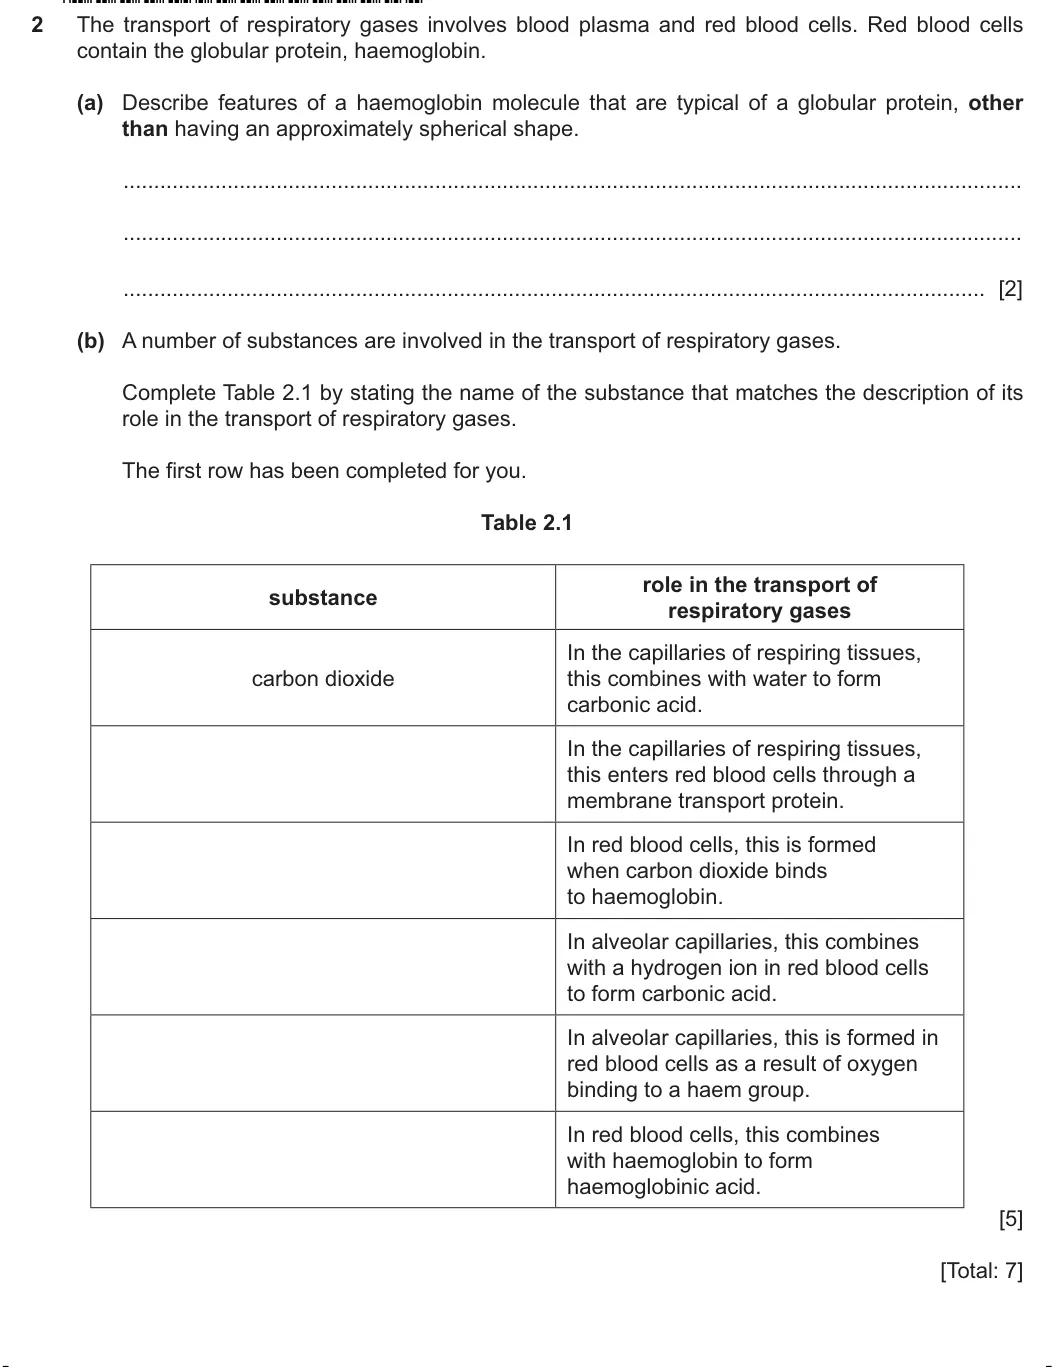 2 The transport of respiratory gases involves blood plasma and red blood cells. Red blood cells
contain the globular protein, haemoglobin.
(a) Describe features of a haemoglobin molecule that are typical of a globular protein, other
than having an approximately spherical shape.
....................................................................................................................................................
....................................................................................................................................................
.............................................................................................................................................. [2]
(b) A number of substances are involved in the transport of respiratory gases.
Complete Table 2.1 by stating the name of the substance that matches the description of its
role in the transport of respiratory gases.
The first row has been completed for you.
Table 2.1
substance
role in the transport of
respiratory gases
carbon dioxide
In the capillaries of respiring tissues,
this combines with water to form
carbonic acid.
In the capillaries of respiring tissues,
this enters red blood cells through a
membrane transport protein.
In red blood cells, this is formed
when carbon dioxide binds
to haemoglobin.
In alveolar capillaries, this combines
with a hydrogen ion in red blood cells
to form carbonic acid.
In alveolar capillaries, this is formed in
red blood cells as a result of oxygen
binding to a haem group.
In red blood cells, this combines
with haemoglobin to form
haemoglobinic acid.
[5]
[Total: 7]